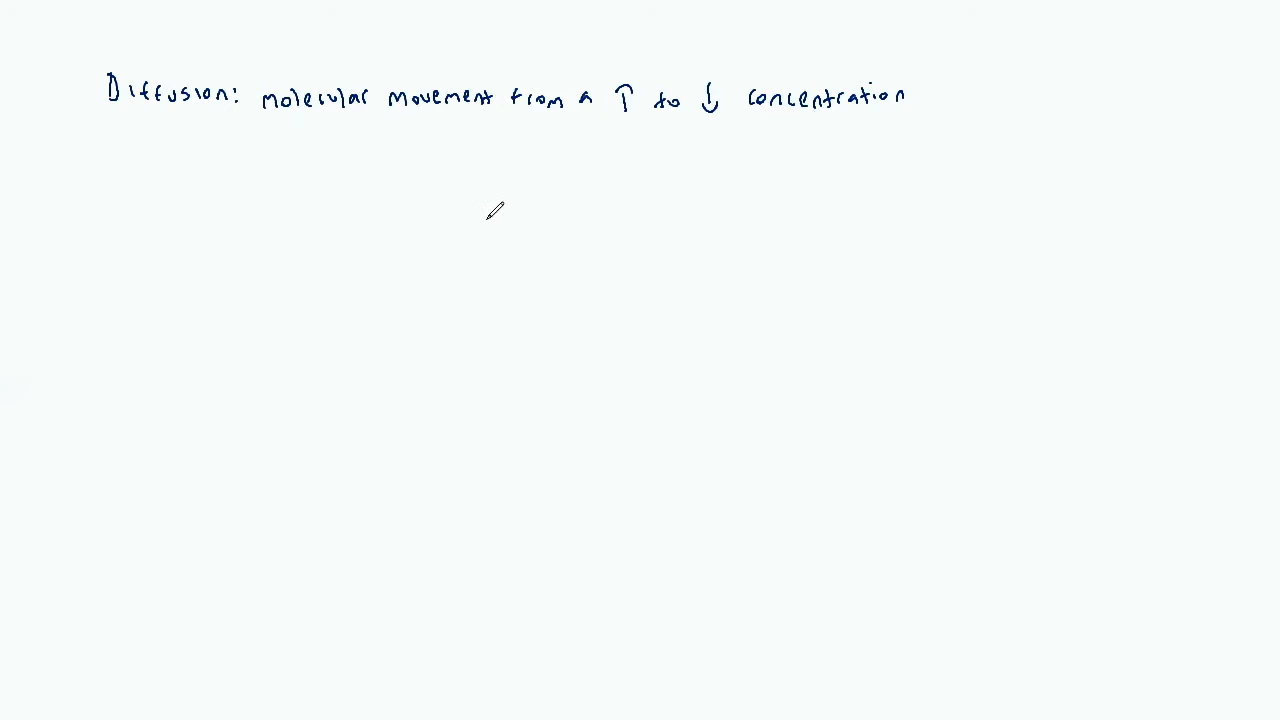 Diffusion: molecular movement from a ↑ to ↓ concentration